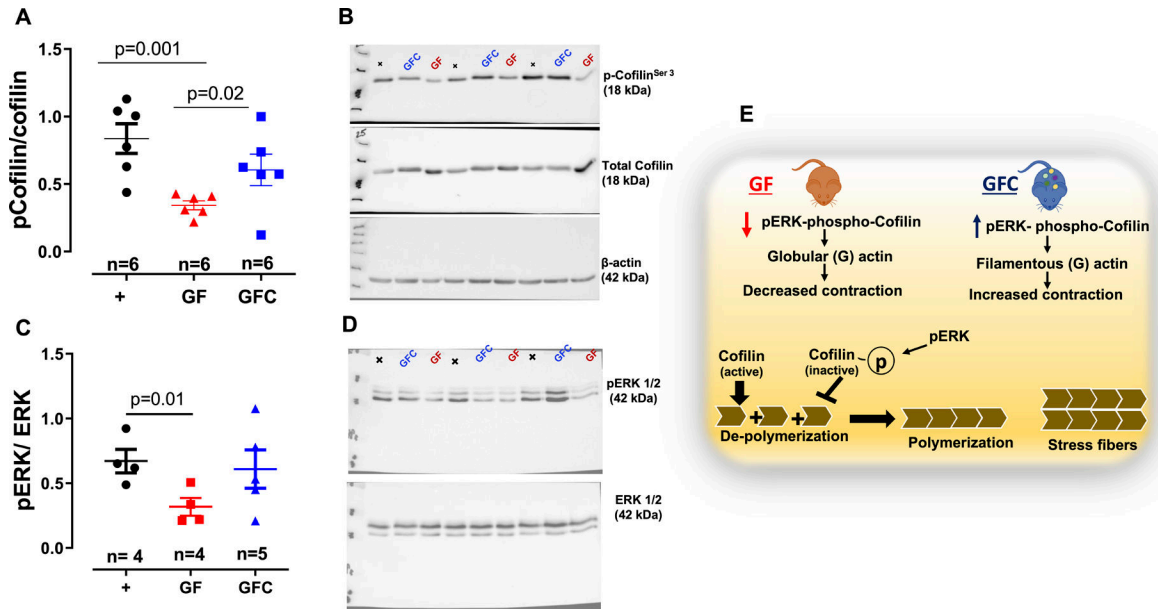 A
pCofilin/cofilin
1.5
1.0
0.5
0.0
p=0.001
p=0.02
n=6
n=6
n=6
+
GF
GFC
B
× GFC GF × GFC GF × GFC GF
p-Cofilin^Ser 3
(18 kDa)
Total Cofilin
(18 kDa)
β-actin
(42 kDa)
C
pERK/ ERK
1.5
1.0
0.5
0.0
p=0.01
n= 4
n=4
n=5
+
GF
GFC
D
× GFC GF × GFC GF × GFC GF
pERK 1/2
(42 kDa)
ERK 1/2
(42 kDa)
E
GF
pERK-phospho-Cofilin
Globular (G) actin
Decreased contraction
GFC
pERK- phospho-Cofilin
Filamentous (G) actin
Increased contraction
Cofilin
(active)
Cofilin
(inactive)
p
pERK
+
+
De-polymerization
Polymerization
Stress fibers